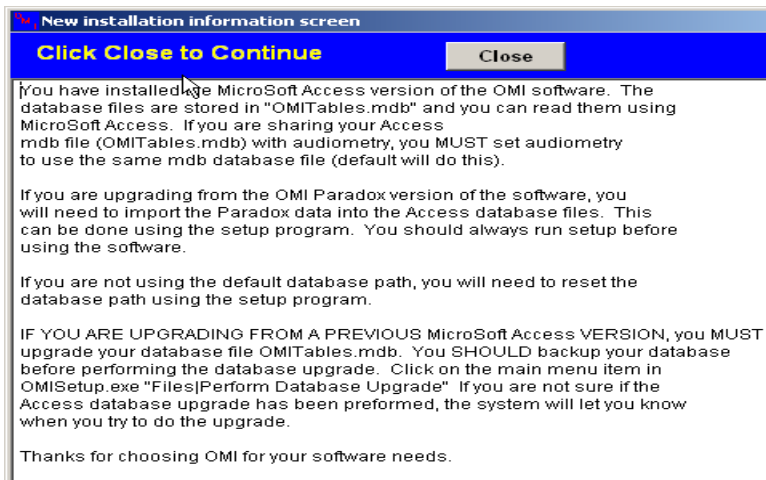 New installation information screen
Click Close to Continue
Close
You have installed the MicroSoft Access version of the OMI software. The
database files are stored in "OMITables.mdb" and you can read them using
MicroSoft Access. If you are sharing your Access
mdb file (OMITables.mdb) with audiometry, you MUST set audiometry
to use the same mdb database file (default will do this).
If you are upgrading from the OMI Paradox version of the software, you
will need to import the Paradox data into the Access database files. This
can be done using the setup program. You should always run setup before
using the software.
If you are not using the default database path, you will need to reset the
database path using the setup program.
IF YOU ARE UPGRADING FROM A PREVIOUS MicroSoft Access VERSION, you MUST
upgrade your database file OMITables.mdb. You SHOULD backup your database
before performing the database upgrade. Click on the main menu item in
OMISetup.exe "Files|Perform Database Upgrade" If you are not sure if the
Access database upgrade has been preformed, the system will let you know
when you try to do the upgrade.
Thanks for choosing OMI for your software needs.